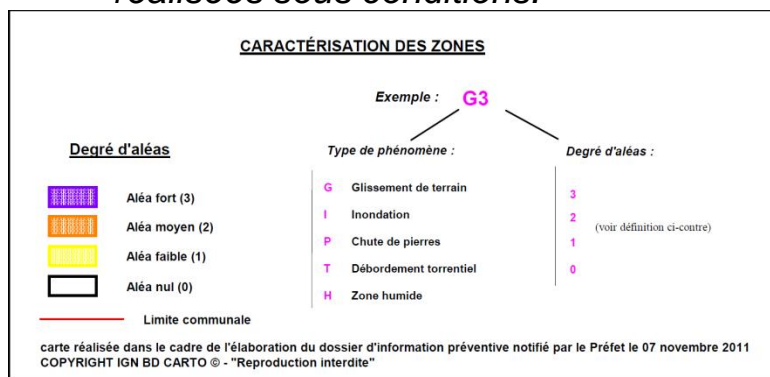 réalisées sous conditions.
CARACTÉRISATION DES ZONES
Exemple : G3
Degré d'aléas
Aléa fort (3)
Aléa moyen (2)
Aléa faible (1)
Aléa nul (0)
Limite communale
Type de phénomène :
G Glissement de terrain
I Inondation
P Chute de pierres
T Débordement torrentiel
H Zone humide
Degré d'aléas :
3
2
1
0
(voir définition ci-contre)
carte réalisée dans le cadre de l'élaboration du dossier d'information préventive notifié par le Préfet le 07 novembre 2011
COPYRIGHT IGN BD CARTO © - "Reproduction interdite"